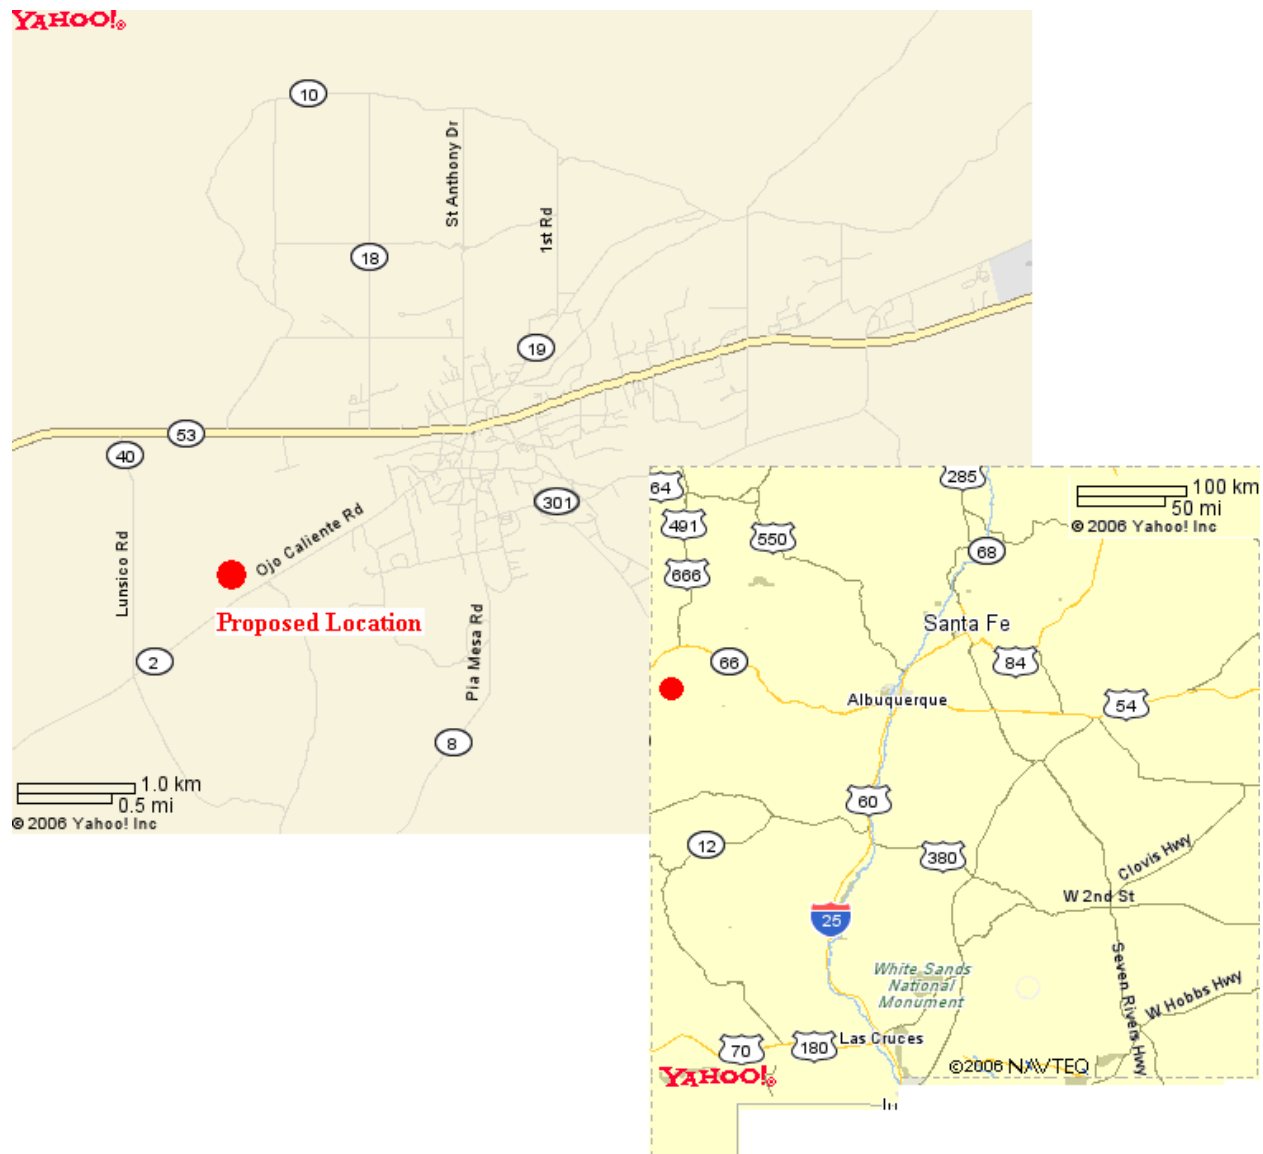 YAHOO!®
10
St Anthony Dr
1st Rd
18
19
53
40
301
Ojo Caliente Rd
Lunsico Rd
Proposed Location
2
Pia Mesa Rd
8
1.0 km
0.5 mi
© 2006 Yahoo! Inc
64
285
100 km
50 mi
© 2006 Yahoo! Inc
491
550
68
666
Santa Fe
66
84
Albuquerque
54
60
12
380
Clovis Hwy
W 2nd St
25
White Sands
National
Monument
Seven Rivers Hwy
W Hobbs Hwy
70
180
Las Cruces
©2006 NAVTEQ
YAHOO!®